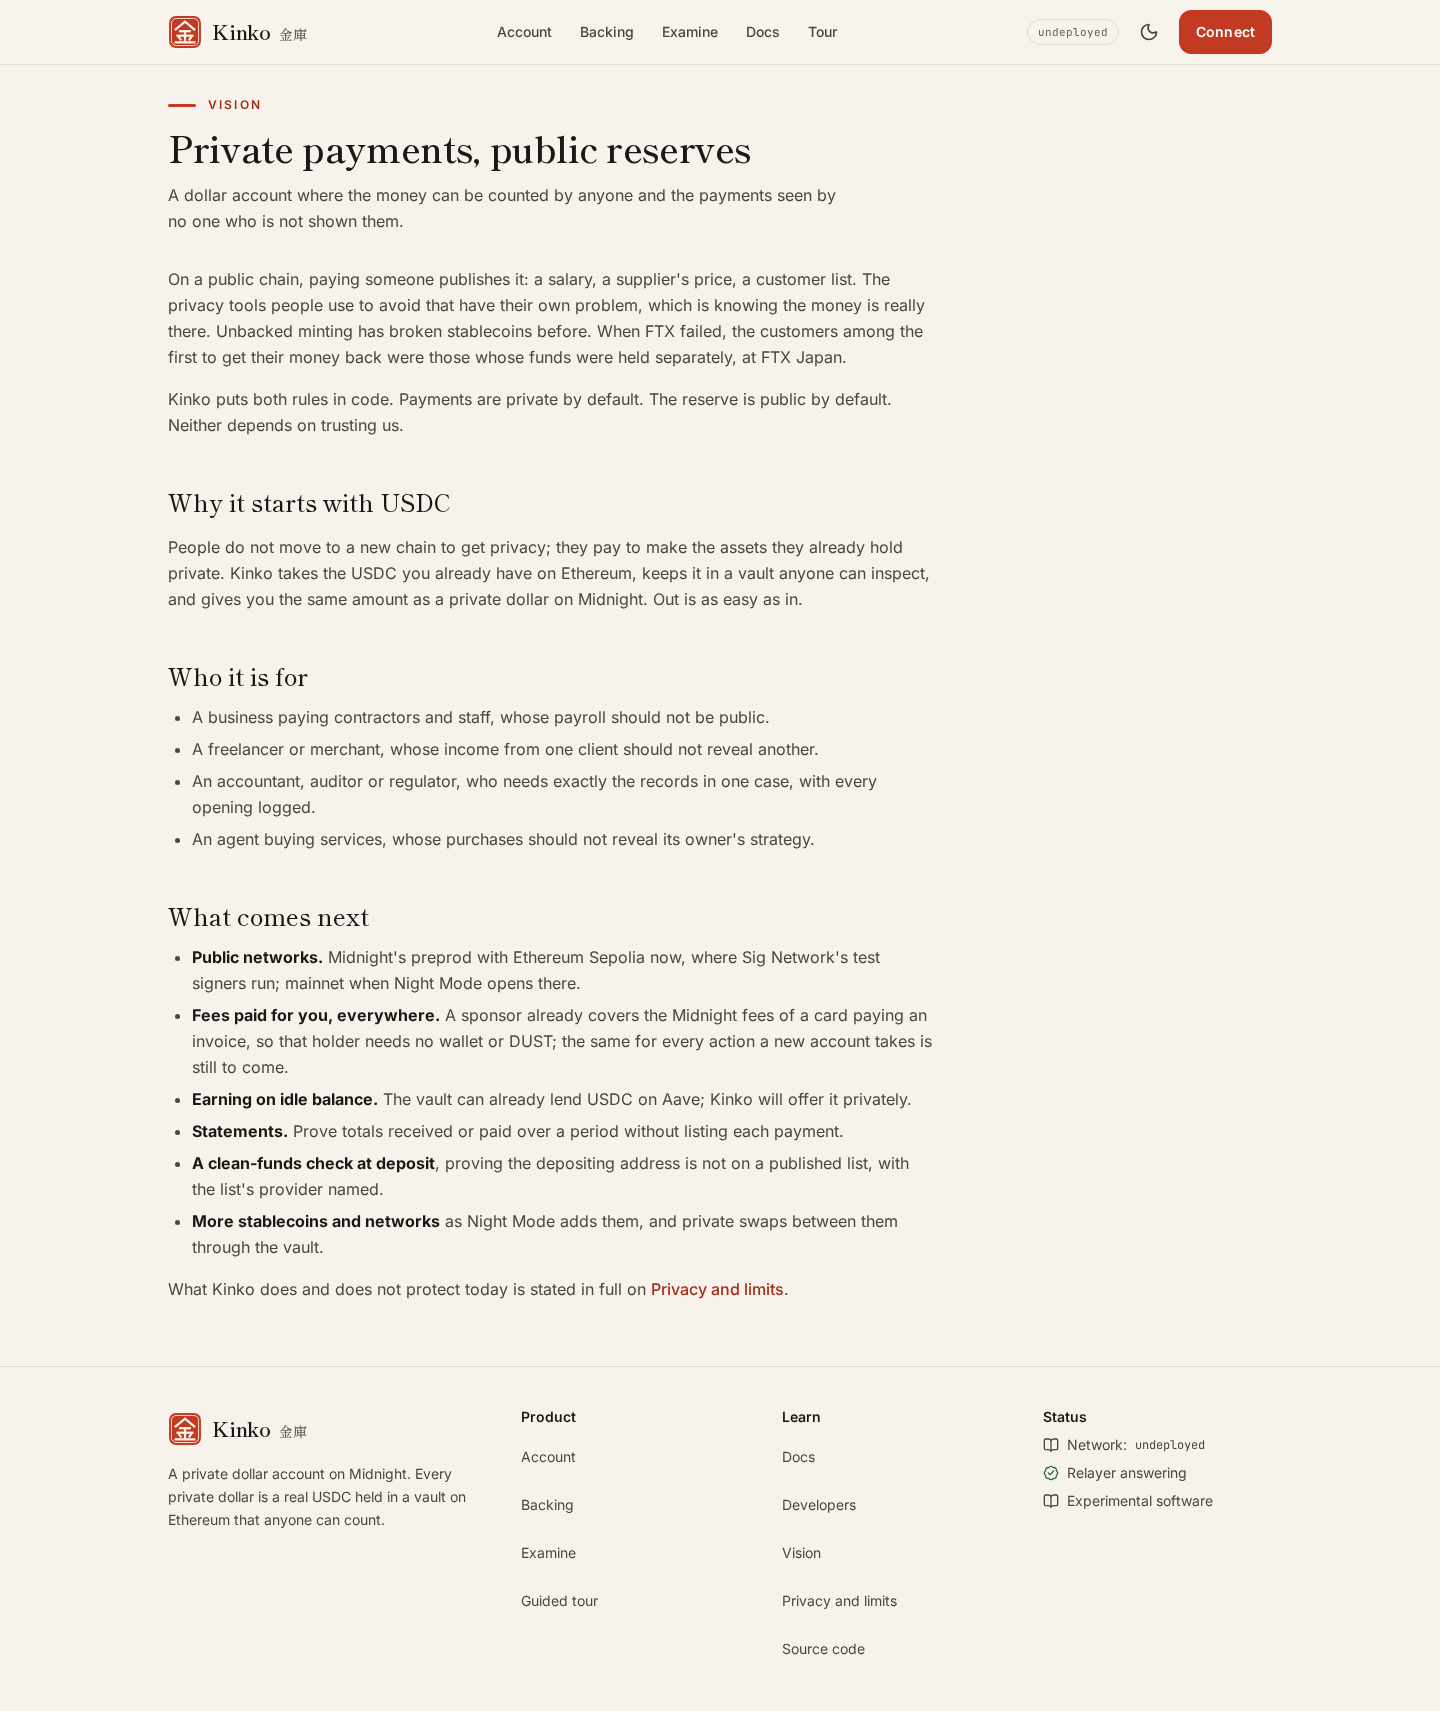 金 Kinko 金庫
Account Backing Examine Docs Tour
undeployed
Connect
VISION
Private payments, public reserves
A dollar account where the money can be counted by anyone and the payments seen by
no one who is not shown them.
On a public chain, paying someone publishes it: a salary, a supplier's price, a customer list. The
privacy tools people use to avoid that have their own problem, which is knowing the money is really
there. Unbacked minting has broken stablecoins before. When FTX failed, the customers among the
first to get their money back were those whose funds were held separately, at FTX Japan.
Kinko puts both rules in code. Payments are private by default. The reserve is public by default.
Neither depends on trusting us.
Why it starts with USDC
People do not move to a new chain to get privacy; they pay to make the assets they already hold
private. Kinko takes the USDC you already have on Ethereum, keeps it in a vault anyone can inspect,
and gives you the same amount as a private dollar on Midnight. Out is as easy as in.
Who it is for
• A business paying contractors and staff, whose payroll should not be public.
• A freelancer or merchant, whose income from one client should not reveal another.
• An accountant, auditor or regulator, who needs exactly the records in one case, with every
opening logged.
• An agent buying services, whose purchases should not reveal its owner's strategy.
What comes next
• Public networks. Midnight's preprod with Ethereum Sepolia now, where Sig Network's test
signers run; mainnet when Night Mode opens there.
• Fees paid for you, everywhere. A sponsor already covers the Midnight fees of a card paying an
invoice, so that holder needs no wallet or DUST; the same for every action a new account takes is
still to come.
• Earning on idle balance. The vault can already lend USDC on Aave; Kinko will offer it privately.
• Statements. Prove totals received or paid over a period without listing each payment.
• A clean-funds check at deposit, proving the depositing address is not on a published list, with
the list's provider named.
• More stablecoins and networks as Night Mode adds them, and private swaps between them
through the vault.
What Kinko does and does not protect today is stated in full on Privacy and limits.
金 Kinko 金庫
A private dollar account on Midnight. Every
private dollar is a real USDC held in a vault on
Ethereum that anyone can count.
Product
Account
Backing
Examine
Guided tour
Learn
Docs
Developers
Vision
Privacy and limits
Source code
Status
Network: undeployed
Relayer answering
Experimental software